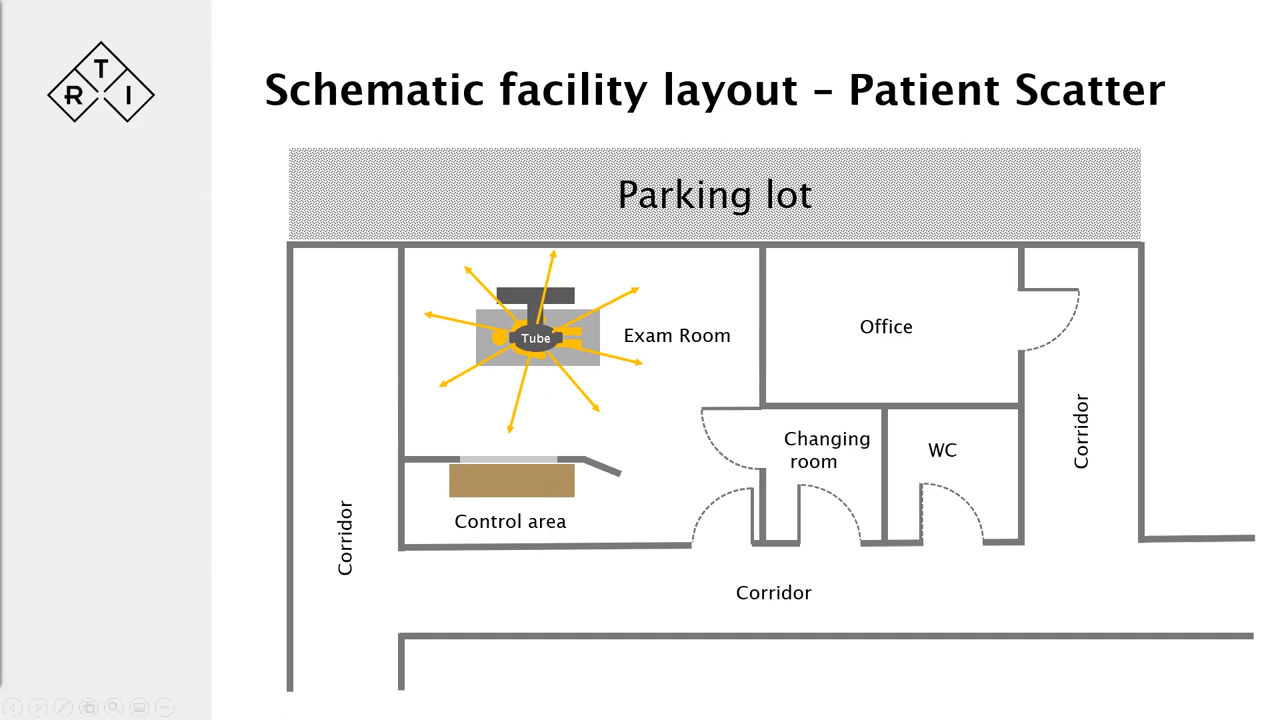 T
R I
Schematic facility layout – Patient Scatter
Parking lot
Tube
Exam Room
Office
Changing
room
WC
Corridor
Control area
Corridor
Corridor